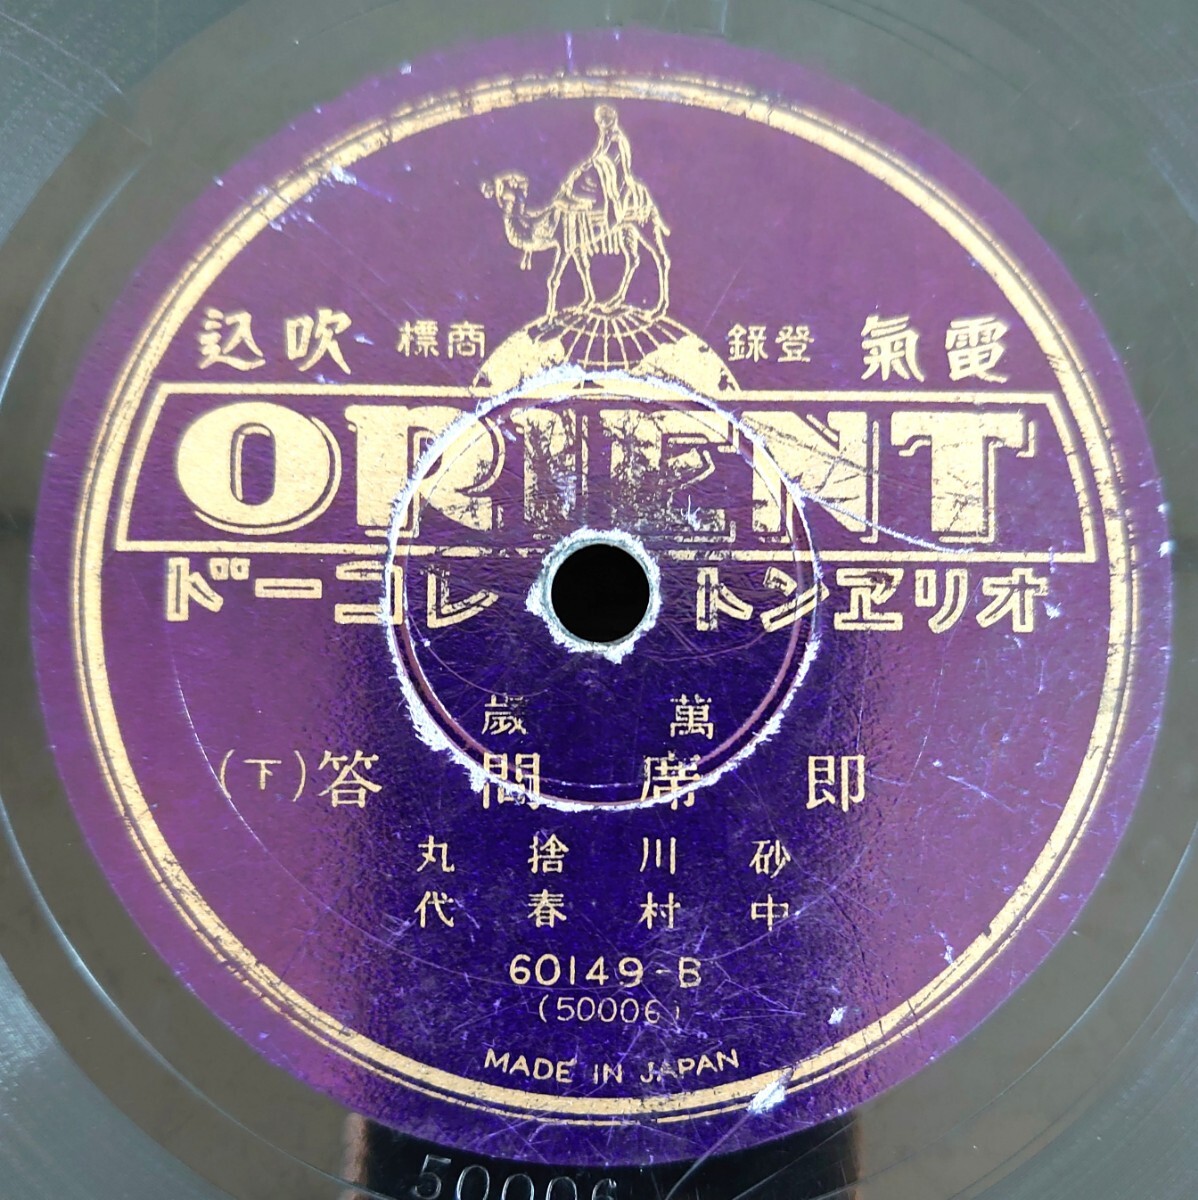 電氣 登録 商標 吹込
ORIENT
オリヱント レコード
萬歲
即席問答 (下)
砂川捨丸
中村春代
60149-B
(50006)
MADE IN JAPAN
50006